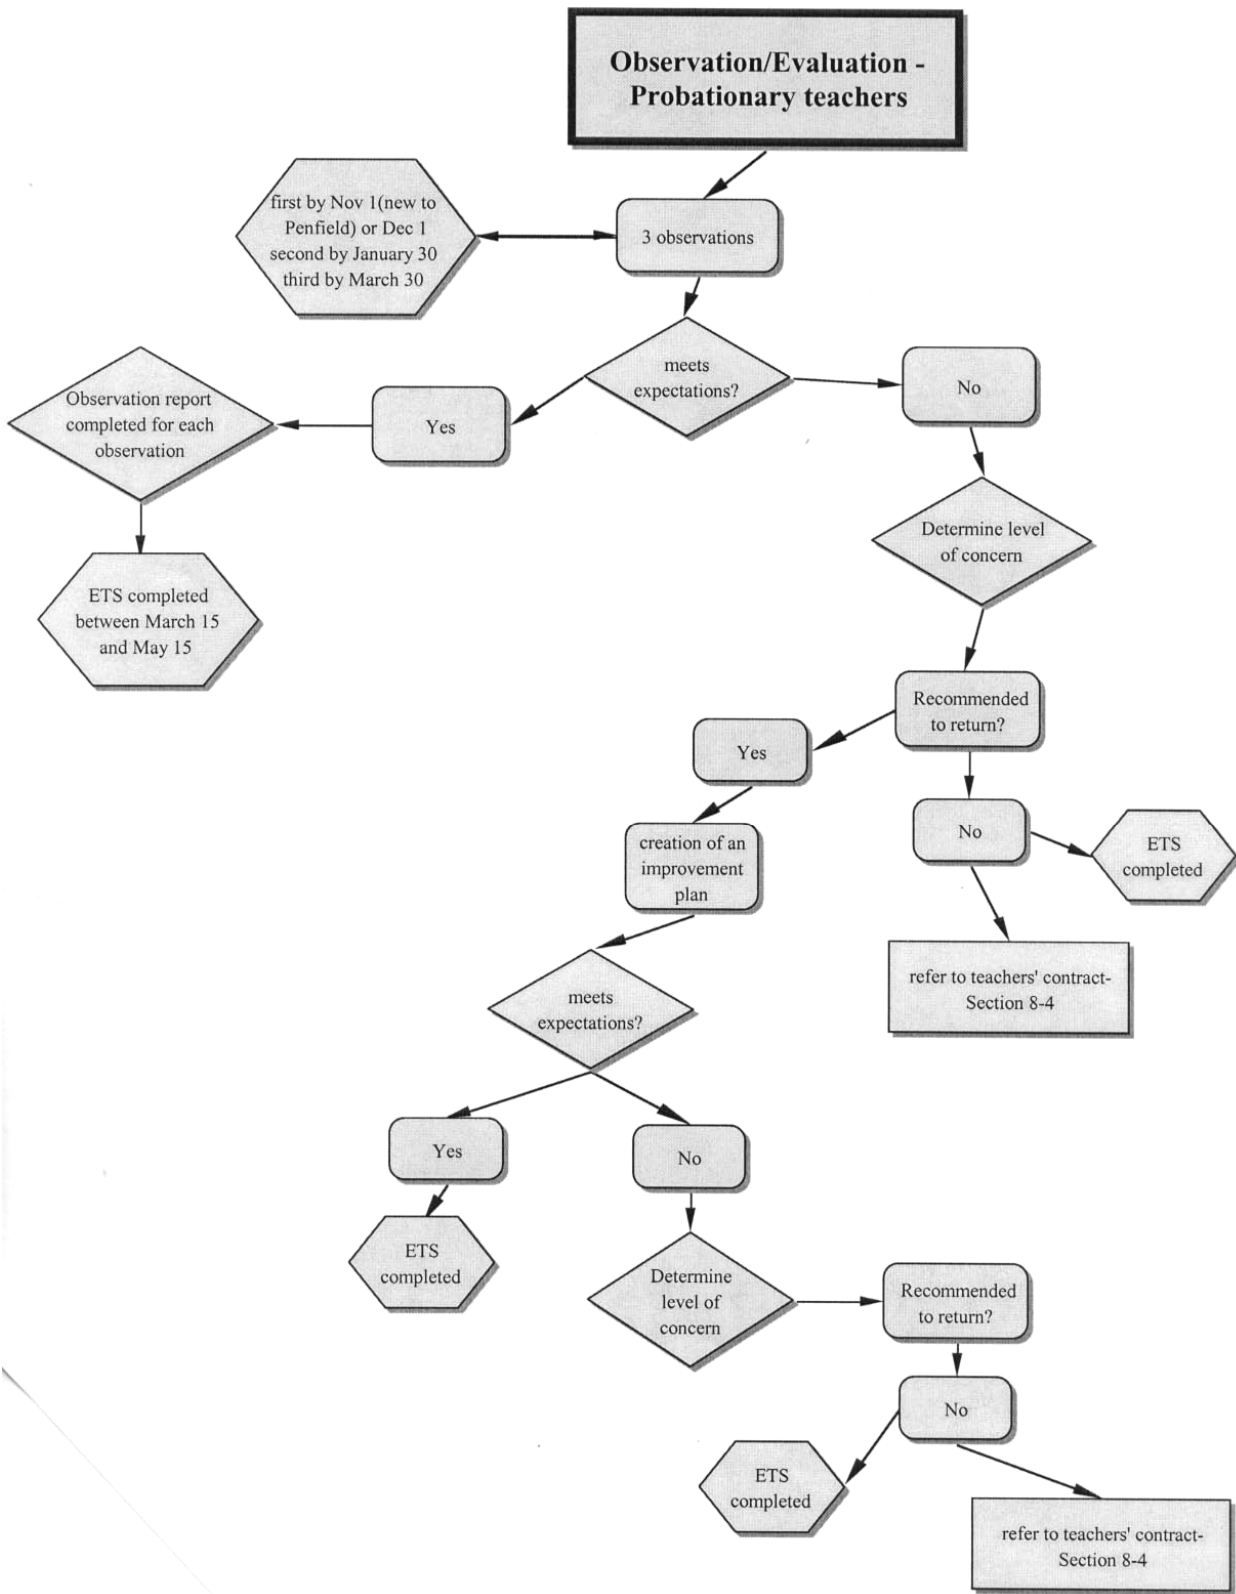 Observation/Evaluation -
Probationary teachers
first by Nov 1(new to
Penfield) or Dec 1
second by January 30
third by March 30
3 observations
meets
expectations?
No
Yes
Observation report
completed for each
observation
Determine level
of concern
ETS completed
between March 15
and May 15
Recommended
to return?
Yes
No
ETS
completed
creation of an
improvement
plan
refer to teachers' contract-
Section 8-4
meets
expectations?
Yes
No
ETS
completed
Determine
level of
concern
Recommended
to return?
No
ETS
completed
refer to teachers' contract-
Section 8-4